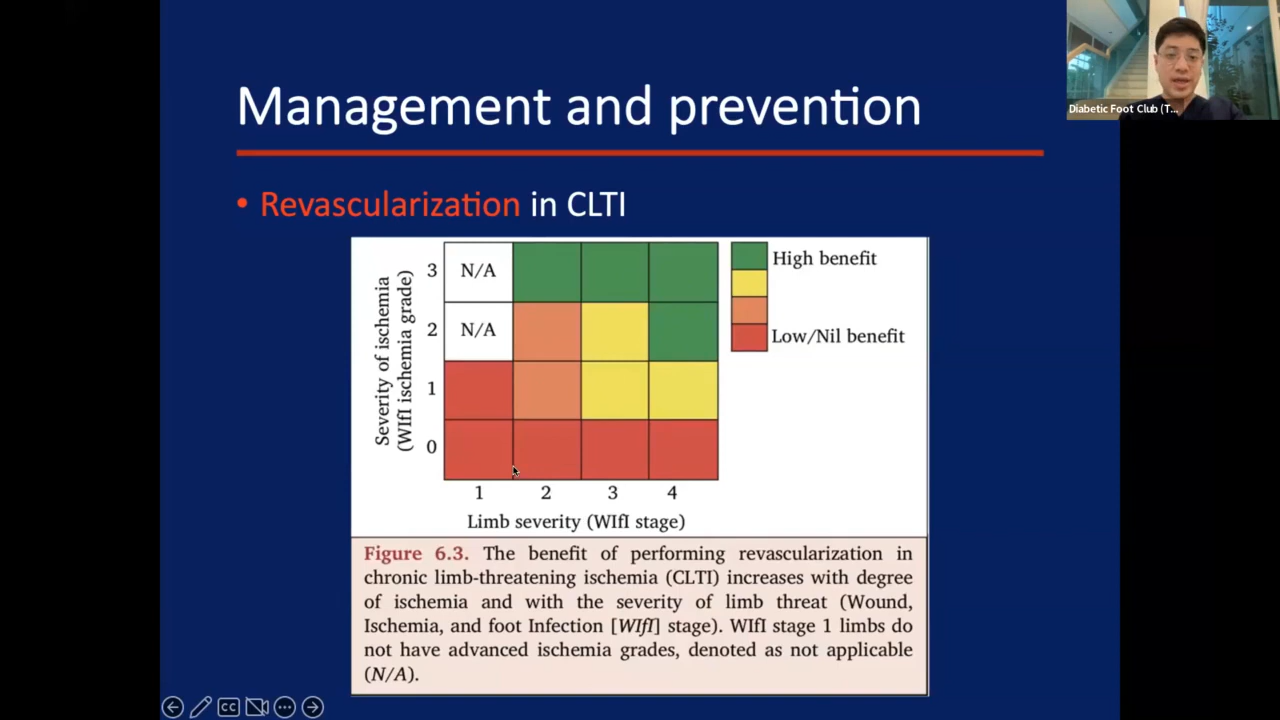 Management and prevention
Diabetic Foot Club (T...
• Revascularization in CLTI
Severity of ischemia
(WIfI ischemia grade)
3 N/A
2 N/A
1
0
1 2 3 4
Limb severity (WIfI stage)
High benefit
Low/Nil benefit
Figure 6.3. The benefit of performing revascularization in
chronic limb-threatening ischemia (CLTI) increases with degree
of ischemia and with the severity of limb threat (Wound,
Ischemia, and foot Infection [WIfI] stage). WIfI stage 1 limbs do
not have advanced ischemia grades, denoted as not applicable
(N/A).
CC